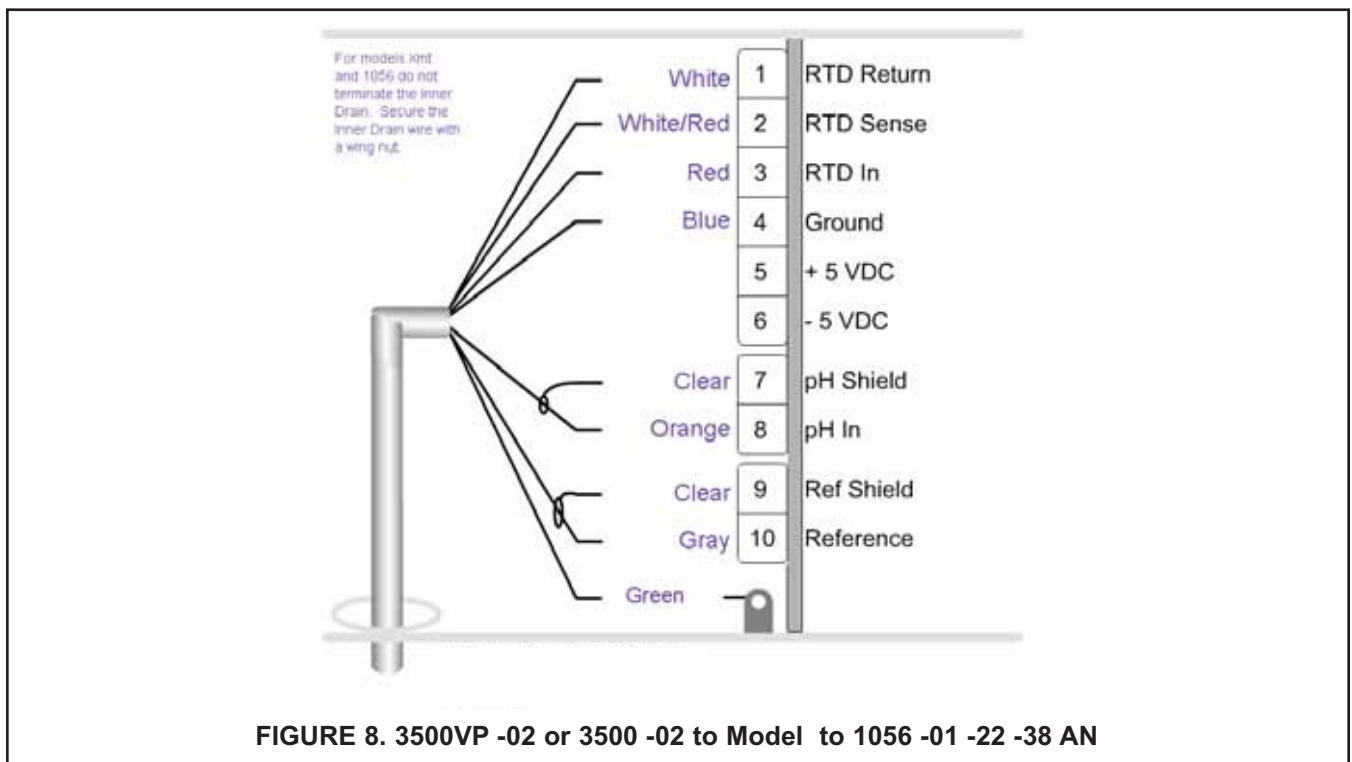 For models Xmt
and 1056 do not
terminate the Inner
Drain. Secure the
Inner Drain wire with
a wing nut.
White 1 RTD Return
White/Red 2 RTD Sense
Red 3 RTD In
Blue 4 Ground
5 + 5 VDC
6 - 5 VDC
Clear 7 pH Shield
Orange 8 pH In
Clear 9 Ref Shield
Gray 10 Reference
Green
FIGURE 8. 3500VP -02 or 3500 -02 to Model to 1056 -01 -22 -38 AN